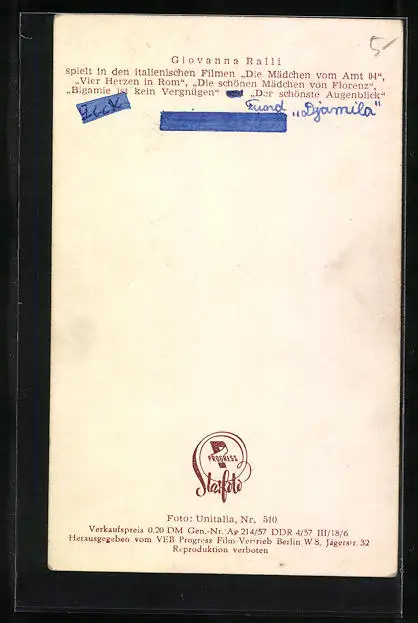 5,-
Giovanna Ralli
spielt in den italienischen Filmen „Die Mädchen vom Amt 04“,
„Vier Herzen in Rom“, „Die schönen Mädchen von Florenz“,
„Bigamie ist kein Vergnügen“ „Der schönste Augenblick“
und „Djamila“
PROGRESS
Starfoto
Foto: Unitalia, Nr. 510
Verkaufspreis 0,20 DM Gen.-Nr. Ag 214/57 DDR 4/57 III/18/6
Herausgegeben vom VEB Progress Film-Vertrieb Berlin W 8, Jägerstr. 32
Reproduktion verboten